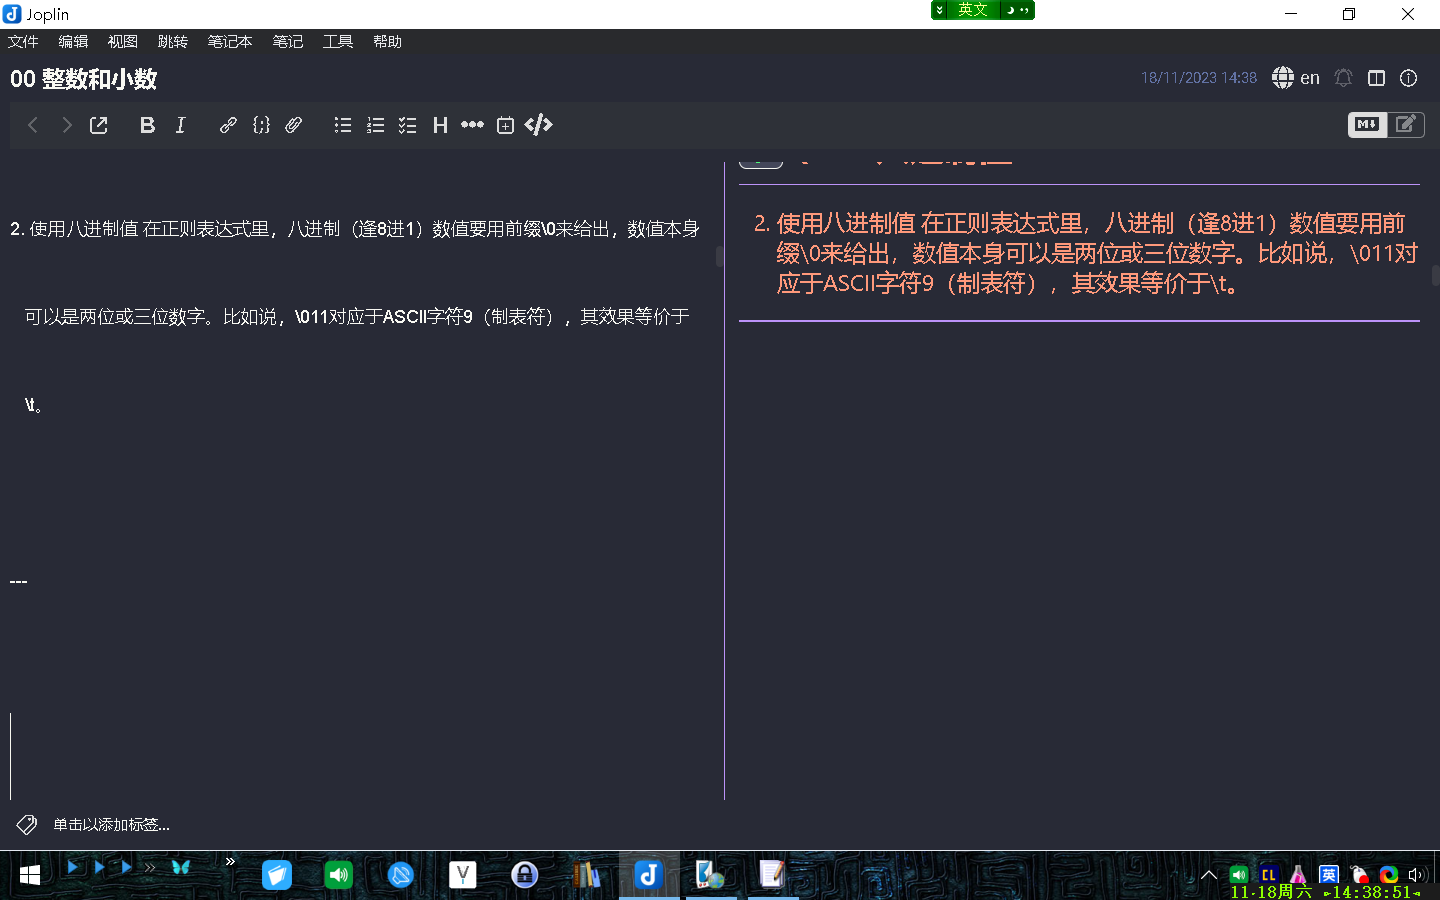 Joplin
英文
文件 编辑 视图 跳转 笔记本 笔记 工具 帮助
00 整数和小数
18/11/2023 14:38
en
2. 使用八进制值 在正则表达式里，八进制（逢8进1）数值要用前缀\0来给出，数值本身
可以是两位或三位数字。比如说，\011对应于ASCII字符9（制表符），其效果等价于
\t。
---
2. 使用八进制值 在正则表达式里，八进制（逢8进1）数值要用前
缀\0来给出，数值本身可以是两位或三位数字。比如说，\011对
应于ASCII字符9（制表符），其效果等价于\t。
单击以添加标签...
英
11-18周六 14:38:51